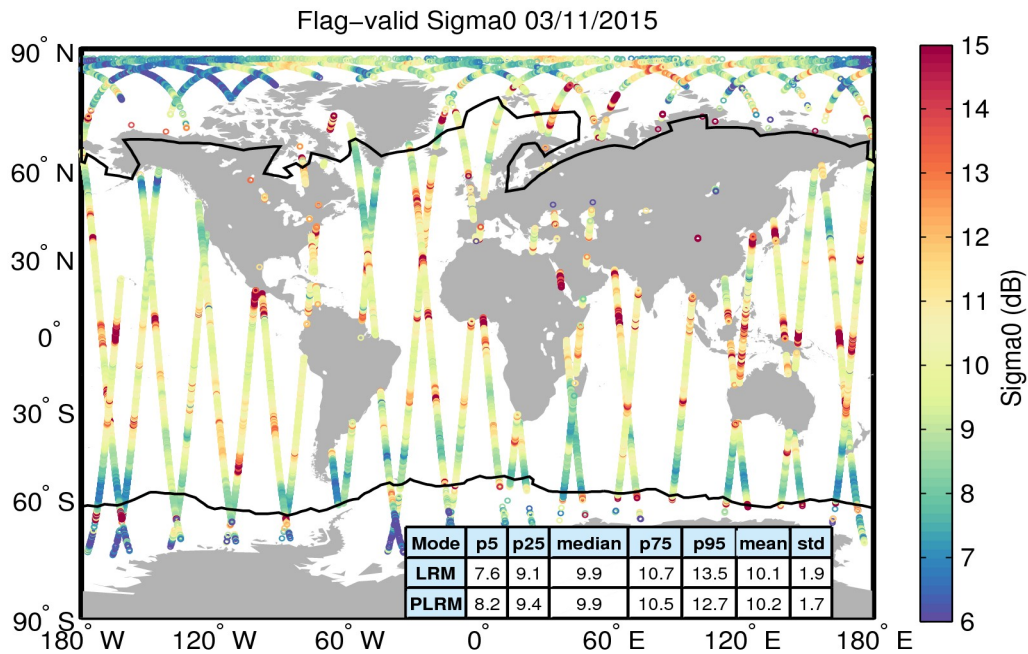 Flag-valid Sigma0 03/11/2015
90° N
60° N
30° N
0°
30° S
60° S
90° S
180° W
120° W
60° W
0°
60° E
120° E
180° E
Mode p5 p25 median p75 p95 mean std
LRM 7.6 9.1 9.9 10.7 13.5 10.1 1.9
PLRM 8.2 9.4 9.9 10.5 12.7 10.2 1.7
15
14
13
12
11
10
9
8
7
6
Sigma0 (dB)